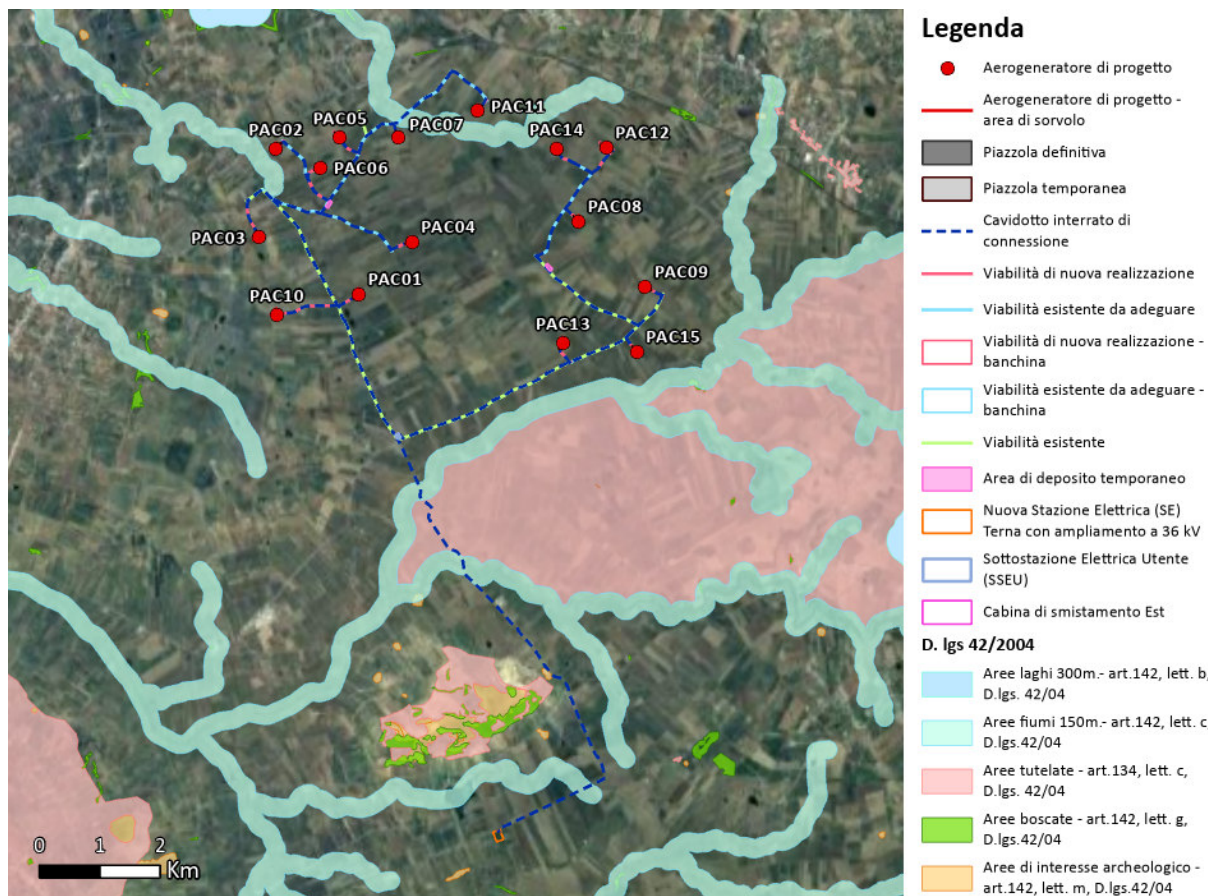 PAC11
PAC05
PAC07
PAC14
PAC12
PAC02
PAC06
PAC08
PAC03
PAC04
PAC09
PAC01
PAC10
PAC13
PAC15
0 1 2
Km
Legenda
Aerogeneratore di progetto
Aerogeneratore di progetto -
area di sorvolo
Piazzola definitiva
Piazzola temporanea
Cavidotto interrato di
connessione
Viabilità di nuova realizzazione
Viabilità esistente da adeguare
Viabilità di nuova realizzazione -
banchina
Viabilità esistente da adeguare -
banchina
Viabilità esistente
Area di deposito temporaneo
Nuova Stazione Elettrica (SE)
Terna con ampliamento a 36 kV
Sottostazione Elettrica Utente
(SSEU)
Cabina di smistamento Est
D. lgs 42/2004
Aree laghi 300m.- art.142, lett. b,
D.lgs. 42/04
Aree fiumi 150m.- art.142, lett. c,
D.lgs.42/04
Aree tutelate - art.134, lett. c,
D.lgs. 42/04
Aree boscate - art.142, lett. g,
D.lgs.42/04
Aree di interesse archeologico -
art.142, lett. m, D.lgs.42/04